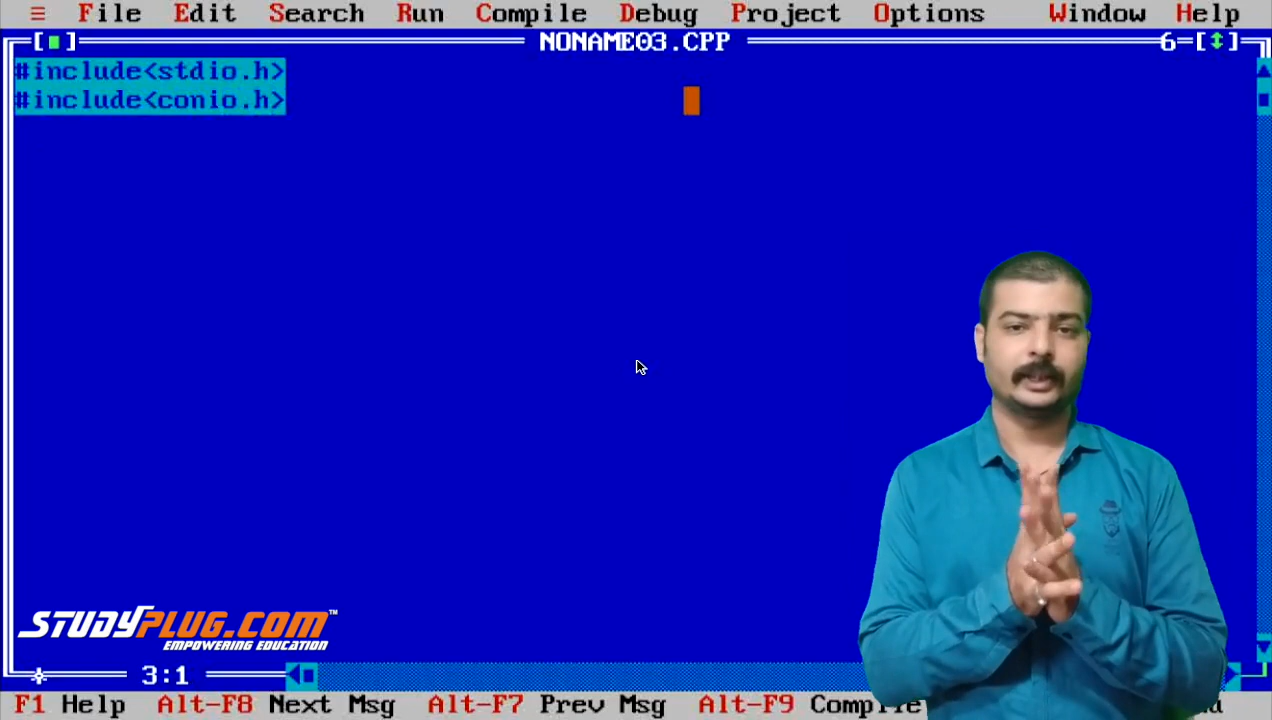 ≡ File Edit Search Run Compile Debug Project Options Window Help
[■] NONAME03.CPP 6=[↕]
#include<stdio.h>
#include<conio.h>
STUDYPLUG.COM™
EMPOWERING EDUCATION
3:1
F1 Help Alt-F8 Next Msg Alt-F7 Prev Msg Alt-F9 Compile